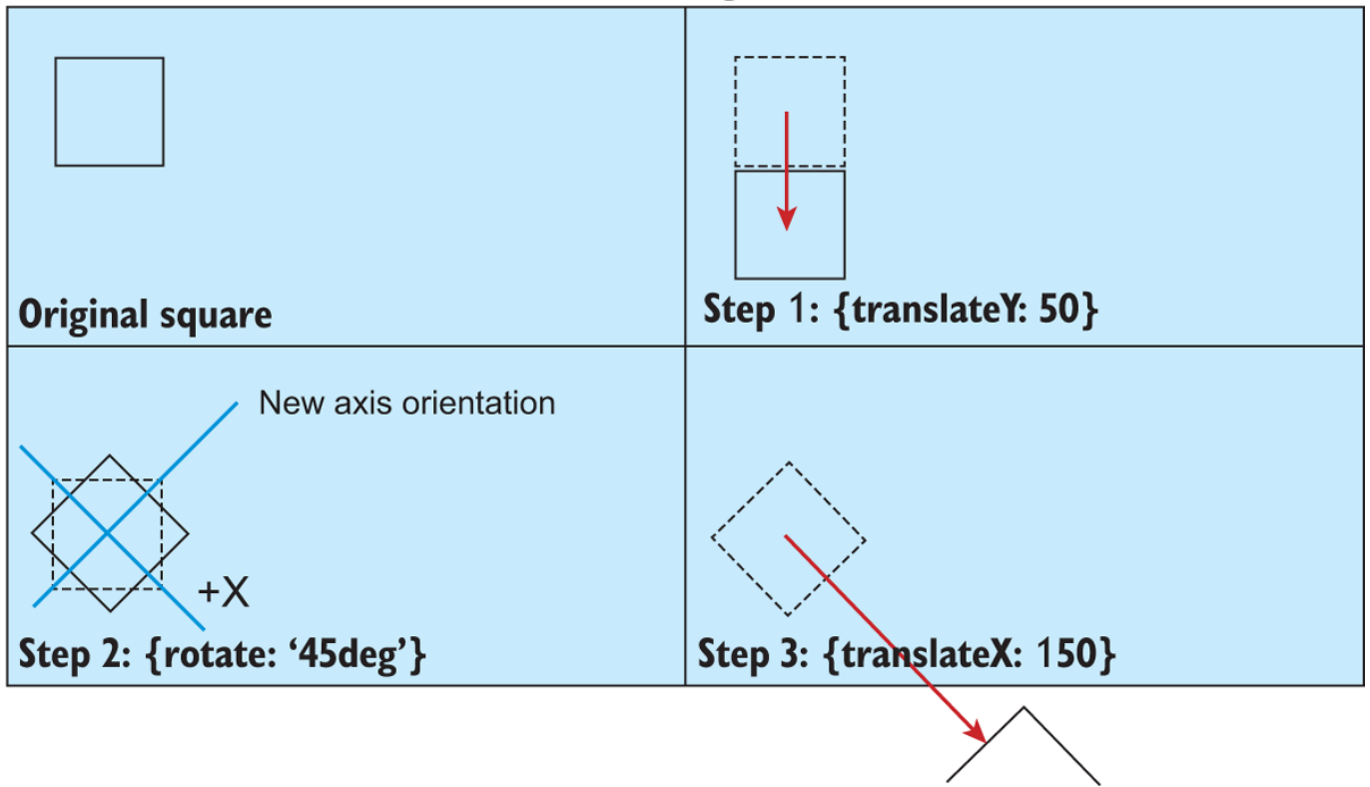 Original square
Step 1: {translateY: 50}
New axis orientation
+X
Step 2: {rotate: ‘45deg’}
Step 3: {translateX: 150}